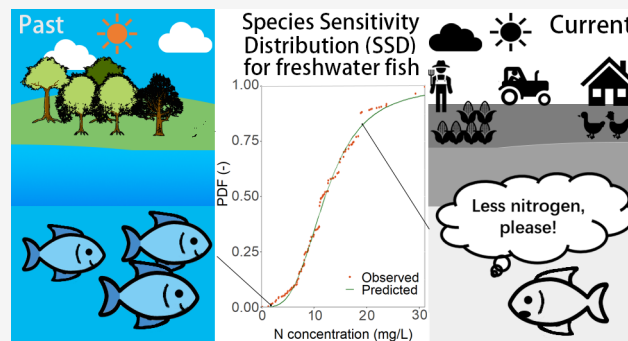 Past
Species Sensitivity
Distribution (SSD)
for freshwater fish
Current
1.00
0.75
0.50
0.25
0.00
PDF (-)
0
10
20
30
N concentration (mg/L)
Observed
Predicted
Less nitrogen,
please!